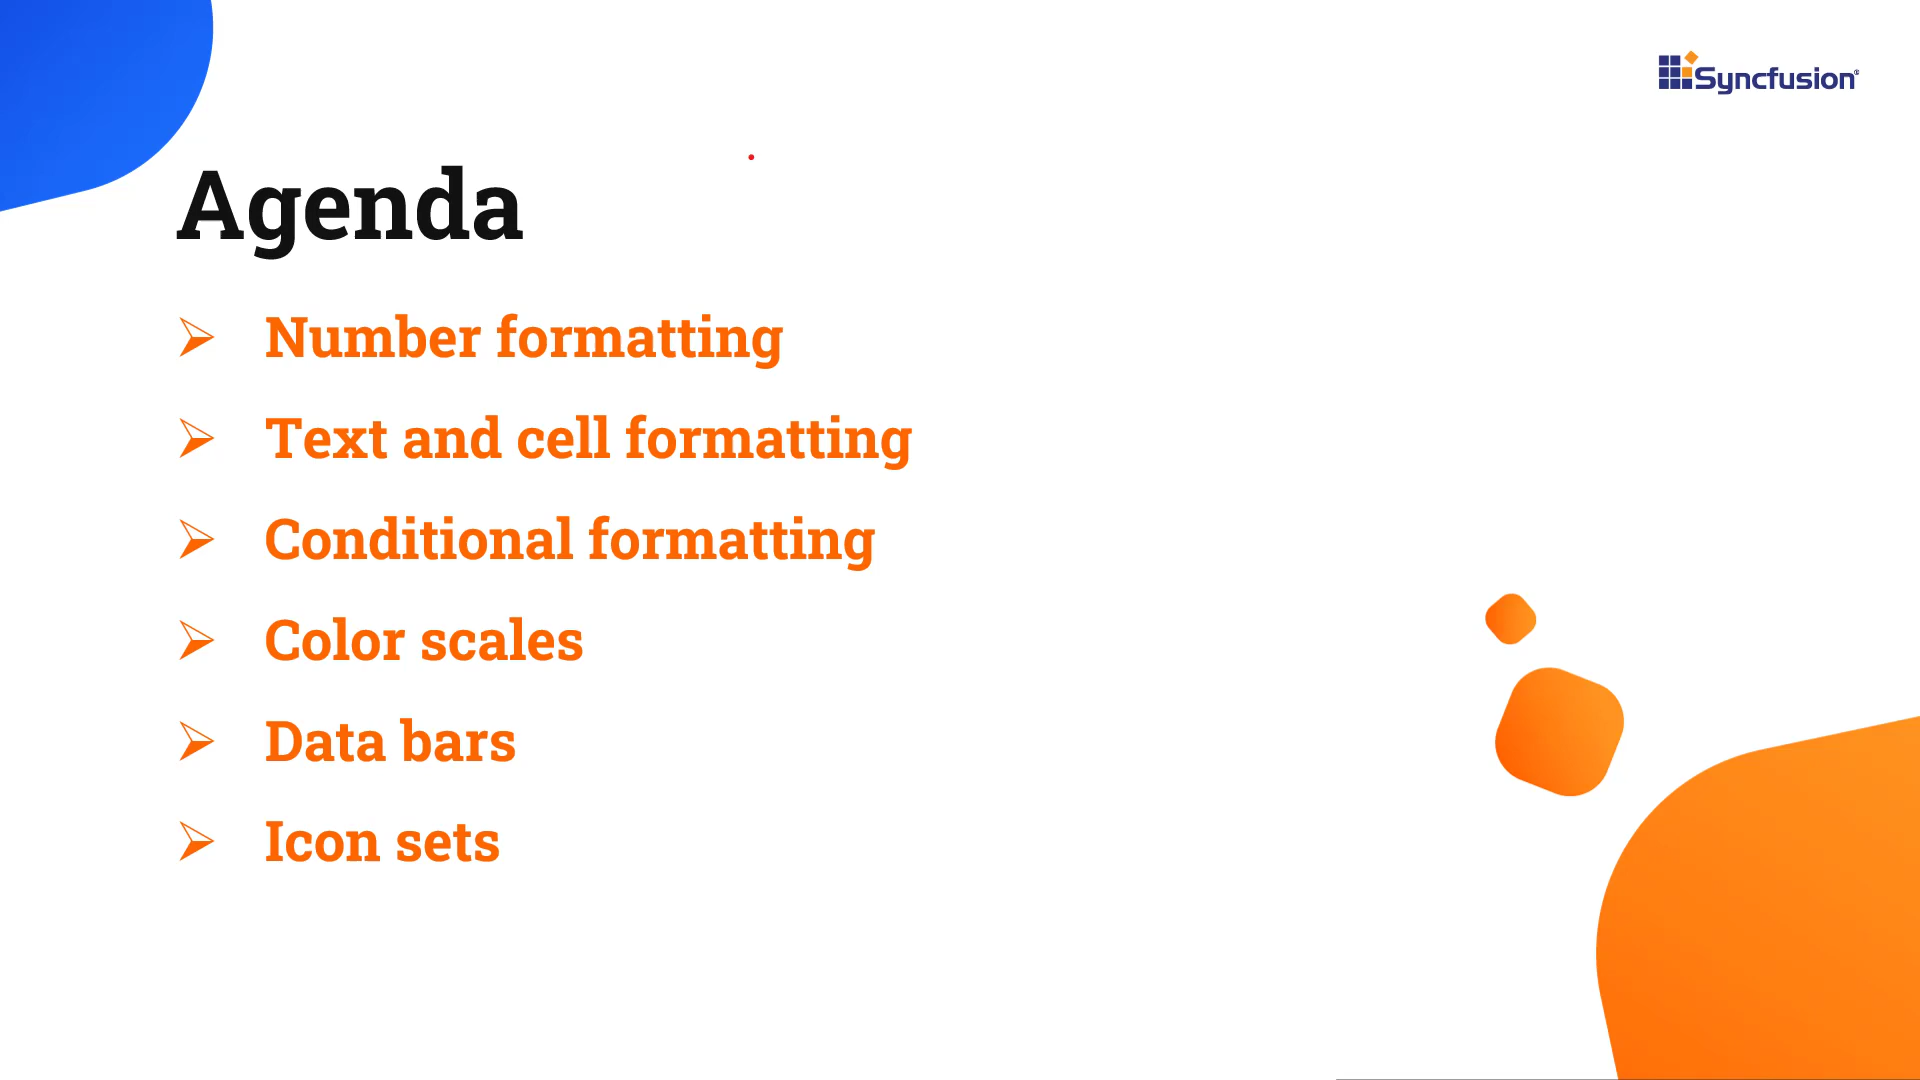 Syncfusion®
Agenda
➢ Number formatting
➢ Text and cell formatting
➢ Conditional formatting
➢ Color scales
➢ Data bars
➢ Icon sets